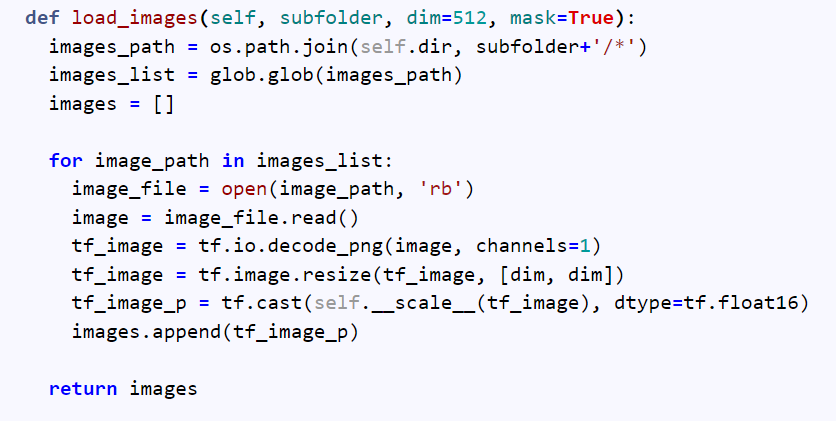 def load_images(self, subfolder, dim=512, mask=True):
  images_path = os.path.join(self.dir, subfolder+'/*')
  images_list = glob.glob(images_path)
  images = []

  for image_path in images_list:
    image_file = open(image_path, 'rb')
    image = image_file.read()
    tf_image = tf.io.decode_png(image, channels=1)
    tf_image = tf.image.resize(tf_image, [dim, dim])
    tf_image_p = tf.cast(self.__scale__(tf_image), dtype=tf.float16)
    images.append(tf_image_p)

  return images